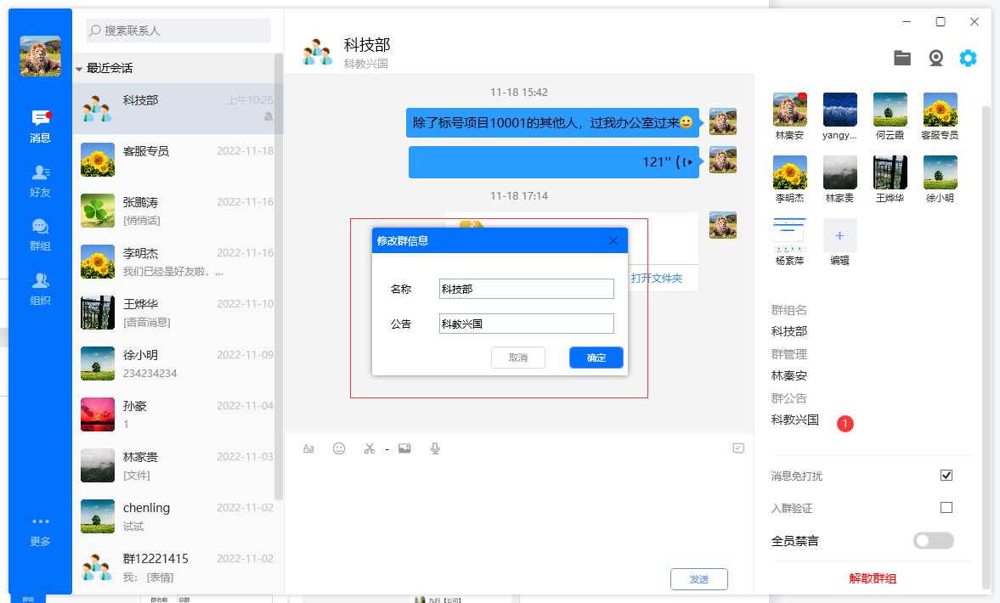 搜索联系人
最近会话
消息
好友
群组
组织
更多
科技部
上午10:26
客服专员
2022-11-18
张鹏涛
2022-11-16
[悄悄话]
李明杰
2022-11-16
我们已经是好友啦，...
王烨华
2022-11-10
[语音消息]
徐小明
2022-11-09
234234234
孙豪
2022-11-04
1
林家贵
2022-11-03
[文件]
chenling
2022-11-02
试试
群12221415
2022-11-02
我： [表情]
科技部
科教兴国
11-18 15:42
除了标号项目10001的其他人，过我办公室过来
121''
11-18 17:14
打开文件夹
修改群信息
名称
科技部
公告
科教兴国
取消
确定
Aa
发送
林秦安
yangy...
何云霞
客服专员
李明杰
林家贵
王烨华
徐小明
杨素萍
编辑
群组名
科技部
群管理
林秦安
群公告
科教兴国
1
消息免打扰
入群验证
全员禁言
解散群组
群组
群名称
总群
九归【公司】